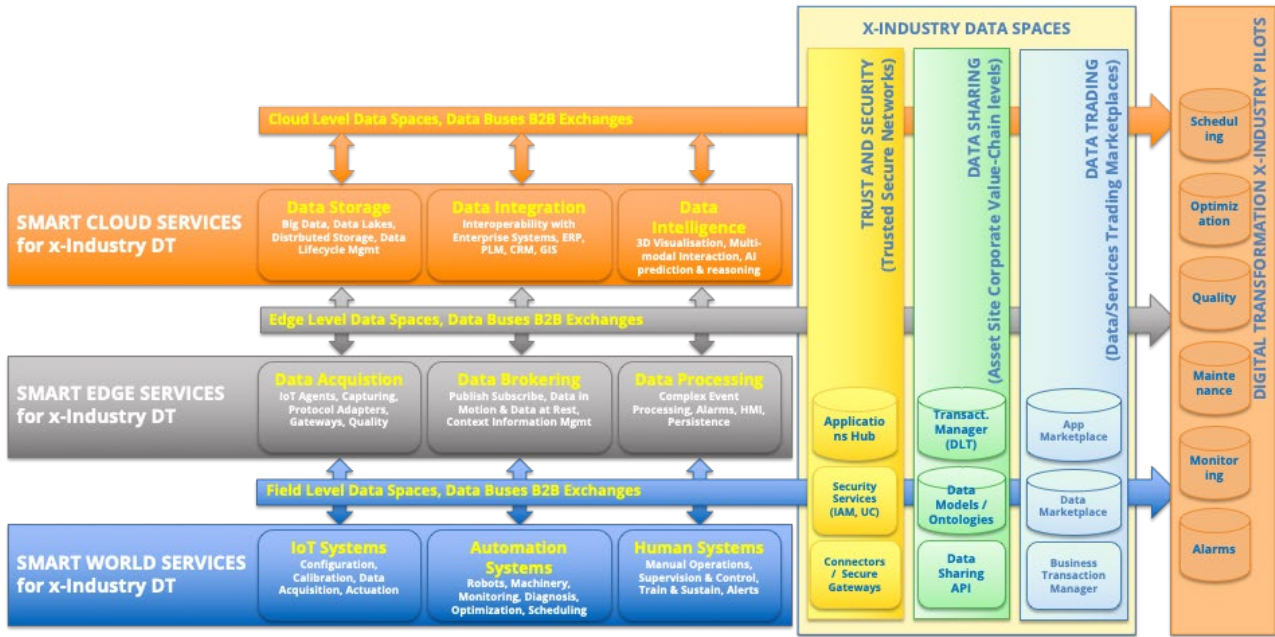 Cloud Level Data Spaces, Data Buses B2B Exchanges
SMART CLOUD SERVICES
for x-Industry DT
Data Storage
Big Data, Data Lakes,
Distrbuted Storage, Data
Lifecycle Mgmt
Data Integration
Interoperability with
Enterprise Systems, ERP,
PLM, CRM, GIS
Data
Intelligence
3D Visualisation, Multi-
modal Interaction, AI
prediction & reasoning
Edge Level Data Spaces, Data Buses B2B Exchanges
SMART EDGE SERVICES
for x-Industry DT
Data Acquistion
IoT Agents, Capturing,
Protocol Adapters,
Gateways, Quality
Data Brokering
Publish Subscribe, Data in
Motion & Data at Rest,
Context Information Mgmt
Data Processing
Complex Event
Processing, Alarms, HMI,
Persistence
Field Level Data Spaces, Data Buses B2B Exchanges
SMART WORLD SERVICES
for x-Industry DT
IoT Systems
Configuration,
Calibration, Data
Acquisition, Actuation
Automation
Systems
Robots, Machinery,
Monitoring, Diagnosis,
Optimization, Scheduling
Human Systems
Manual Operations,
Supervision & Control,
Train & Sustain, Alerts
X-INDUSTRY DATA SPACES
TRUST AND SECURITY
(Trusted Secure Networks)
Applicatio
ns Hub
Security
Services
(IAM, UC)
Connectors
/ Secure
Gateways
DATA SHARING
(Asset Site Corporate Value-Chain levels)
Transact.
Manager
(DLT)
Data
Models /
Ontologies
Data
Sharing
API
DATA TRADING
(Data/Services Trading Marketplaces)
App
Marketplace
Data
Marketplace
Business
Transaction
Manager
DIGITAL TRANSFORMATION X-INDUSTRY PILOTS
Schedul
ing
Optimiz
ation
Quality
Mainte
nance
Monitor
ing
Alarms